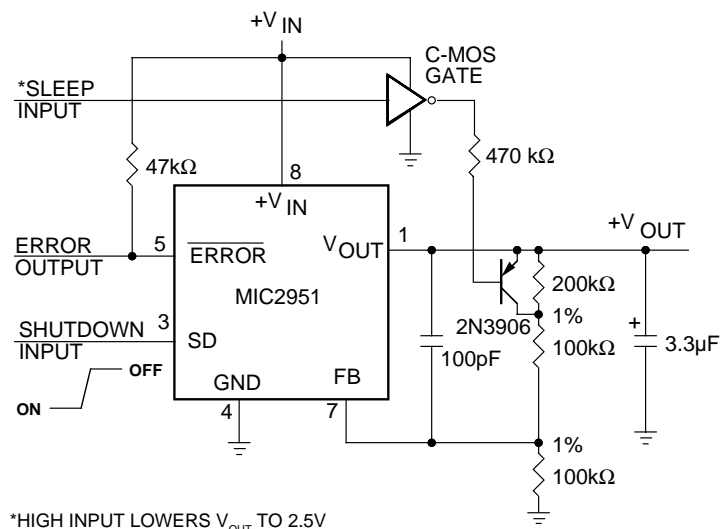 +V IN
C-MOS
GATE
*SLEEP
INPUT
47kΩ
470 kΩ
8
+V IN
ERROR
OUTPUT
5
ERROR
V OUT
1
+V OUT
MIC2951
200kΩ
2N3906
1%
SHUTDOWN
INPUT
3
SD
100pF
100kΩ
+
3.3µF
OFF
ON
GND
FB
4
7
1%
100kΩ
*HIGH INPUT LOWERS V OUT TO 2.5V